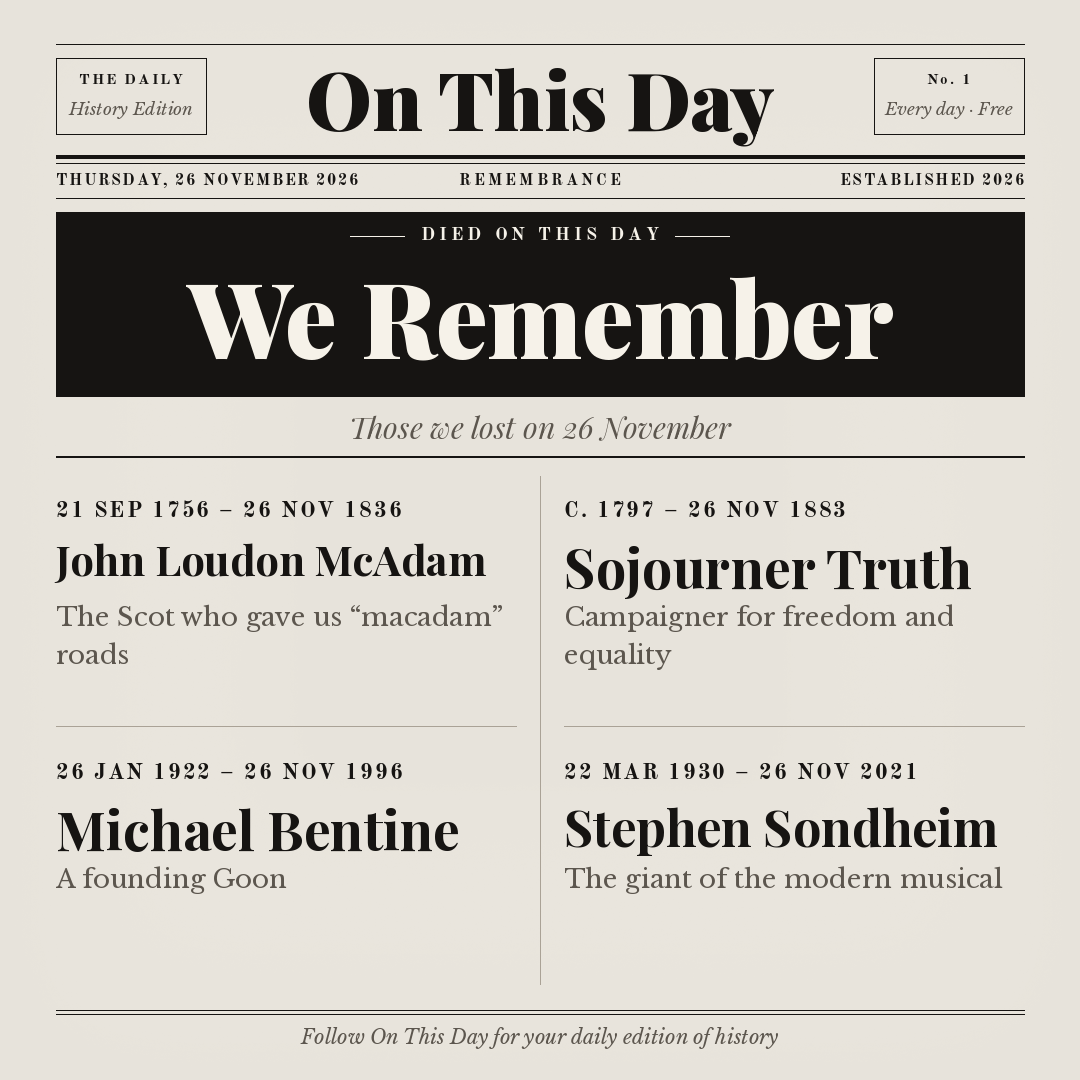 THE DAILY
History Edition
On This Day
No. 1
Every day · Free
THURSDAY, 26 NOVEMBER 2026
REMEMBRANCE
ESTABLISHED 2026
DIED ON THIS DAY
We Remember
Those we lost on 26 November
21 SEP 1756 – 26 NOV 1836
John Loudon McAdam
The Scot who gave us “macadam”
roads
C. 1797 – 26 NOV 1883
Sojourner Truth
Campaigner for freedom and
equality
26 JAN 1922 – 26 NOV 1996
Michael Bentine
A founding Goon
22 MAR 1930 – 26 NOV 2021
Stephen Sondheim
The giant of the modern musical
Follow On This Day for your daily edition of history